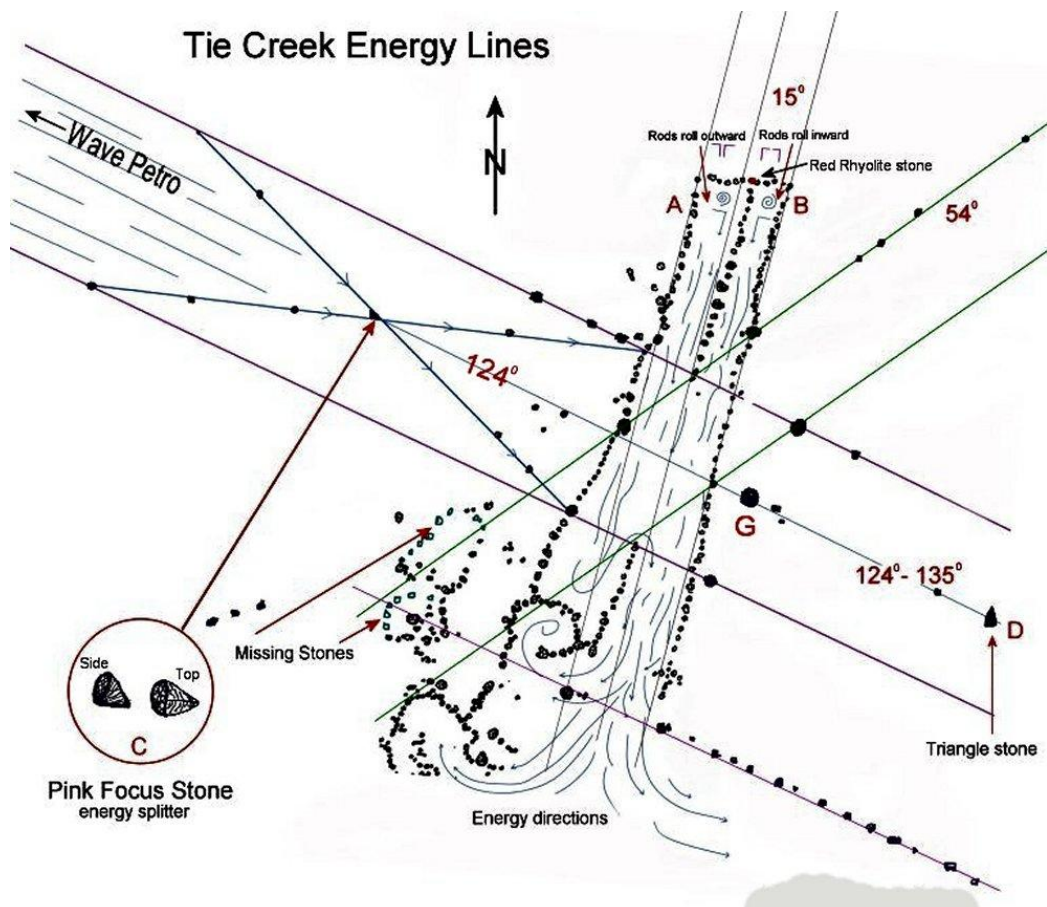 Tie Creek Energy Lines
15°
Rods roll outward
Rods roll inward
Wave Petro
N
Red Rhyolite stone
A
B
54°
124°
G
124°- 135°
D
Missing Stones
Side
Top
C
Triangle stone
Pink Focus Stone
energy splitter
Energy directions